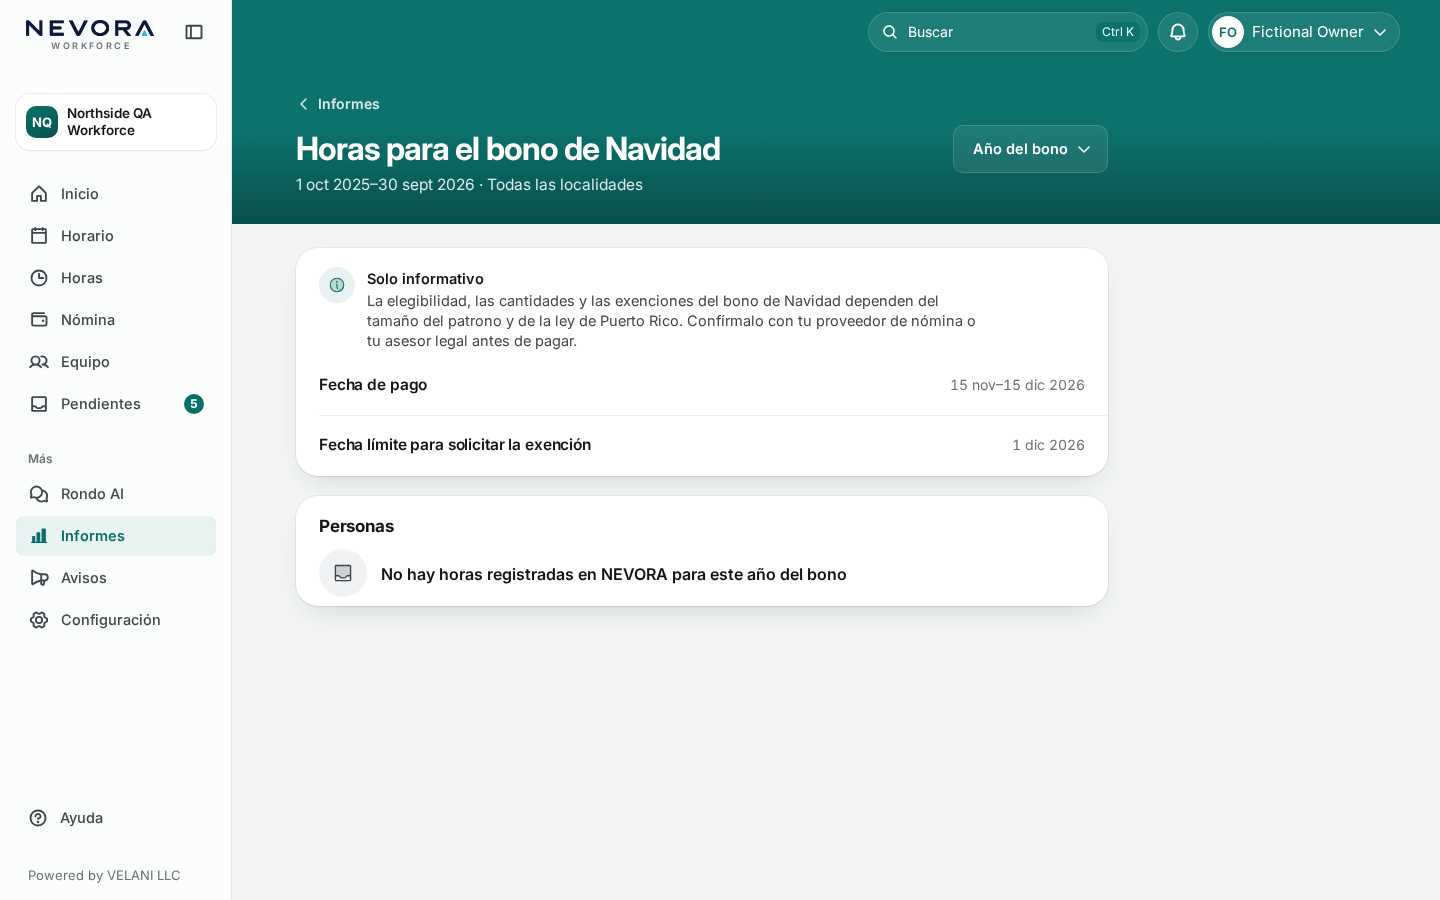 NEVORA
WORKFORCE
Buscar
Ctrl K
FO
Fictional Owner
NQ
Northside QA
Workforce
Inicio
Horario
Horas
Nómina
Equipo
Pendientes
5
Más
Rondo AI
Informes
Avisos
Configuración
Ayuda
Powered by VELANI LLC
Informes
Horas para el bono de Navidad
1 oct 2025–30 sept 2026 · Todas las localidades
Año del bono
Solo informativo
La elegibilidad, las cantidades y las exenciones del bono de Navidad dependen del
tamaño del patrono y de la ley de Puerto Rico. Confírmalo con tu proveedor de nómina o
tu asesor legal antes de pagar.
Fecha de pago
15 nov–15 dic 2026
Fecha límite para solicitar la exención
1 dic 2026
Personas
No hay horas registradas en NEVORA para este año del bono